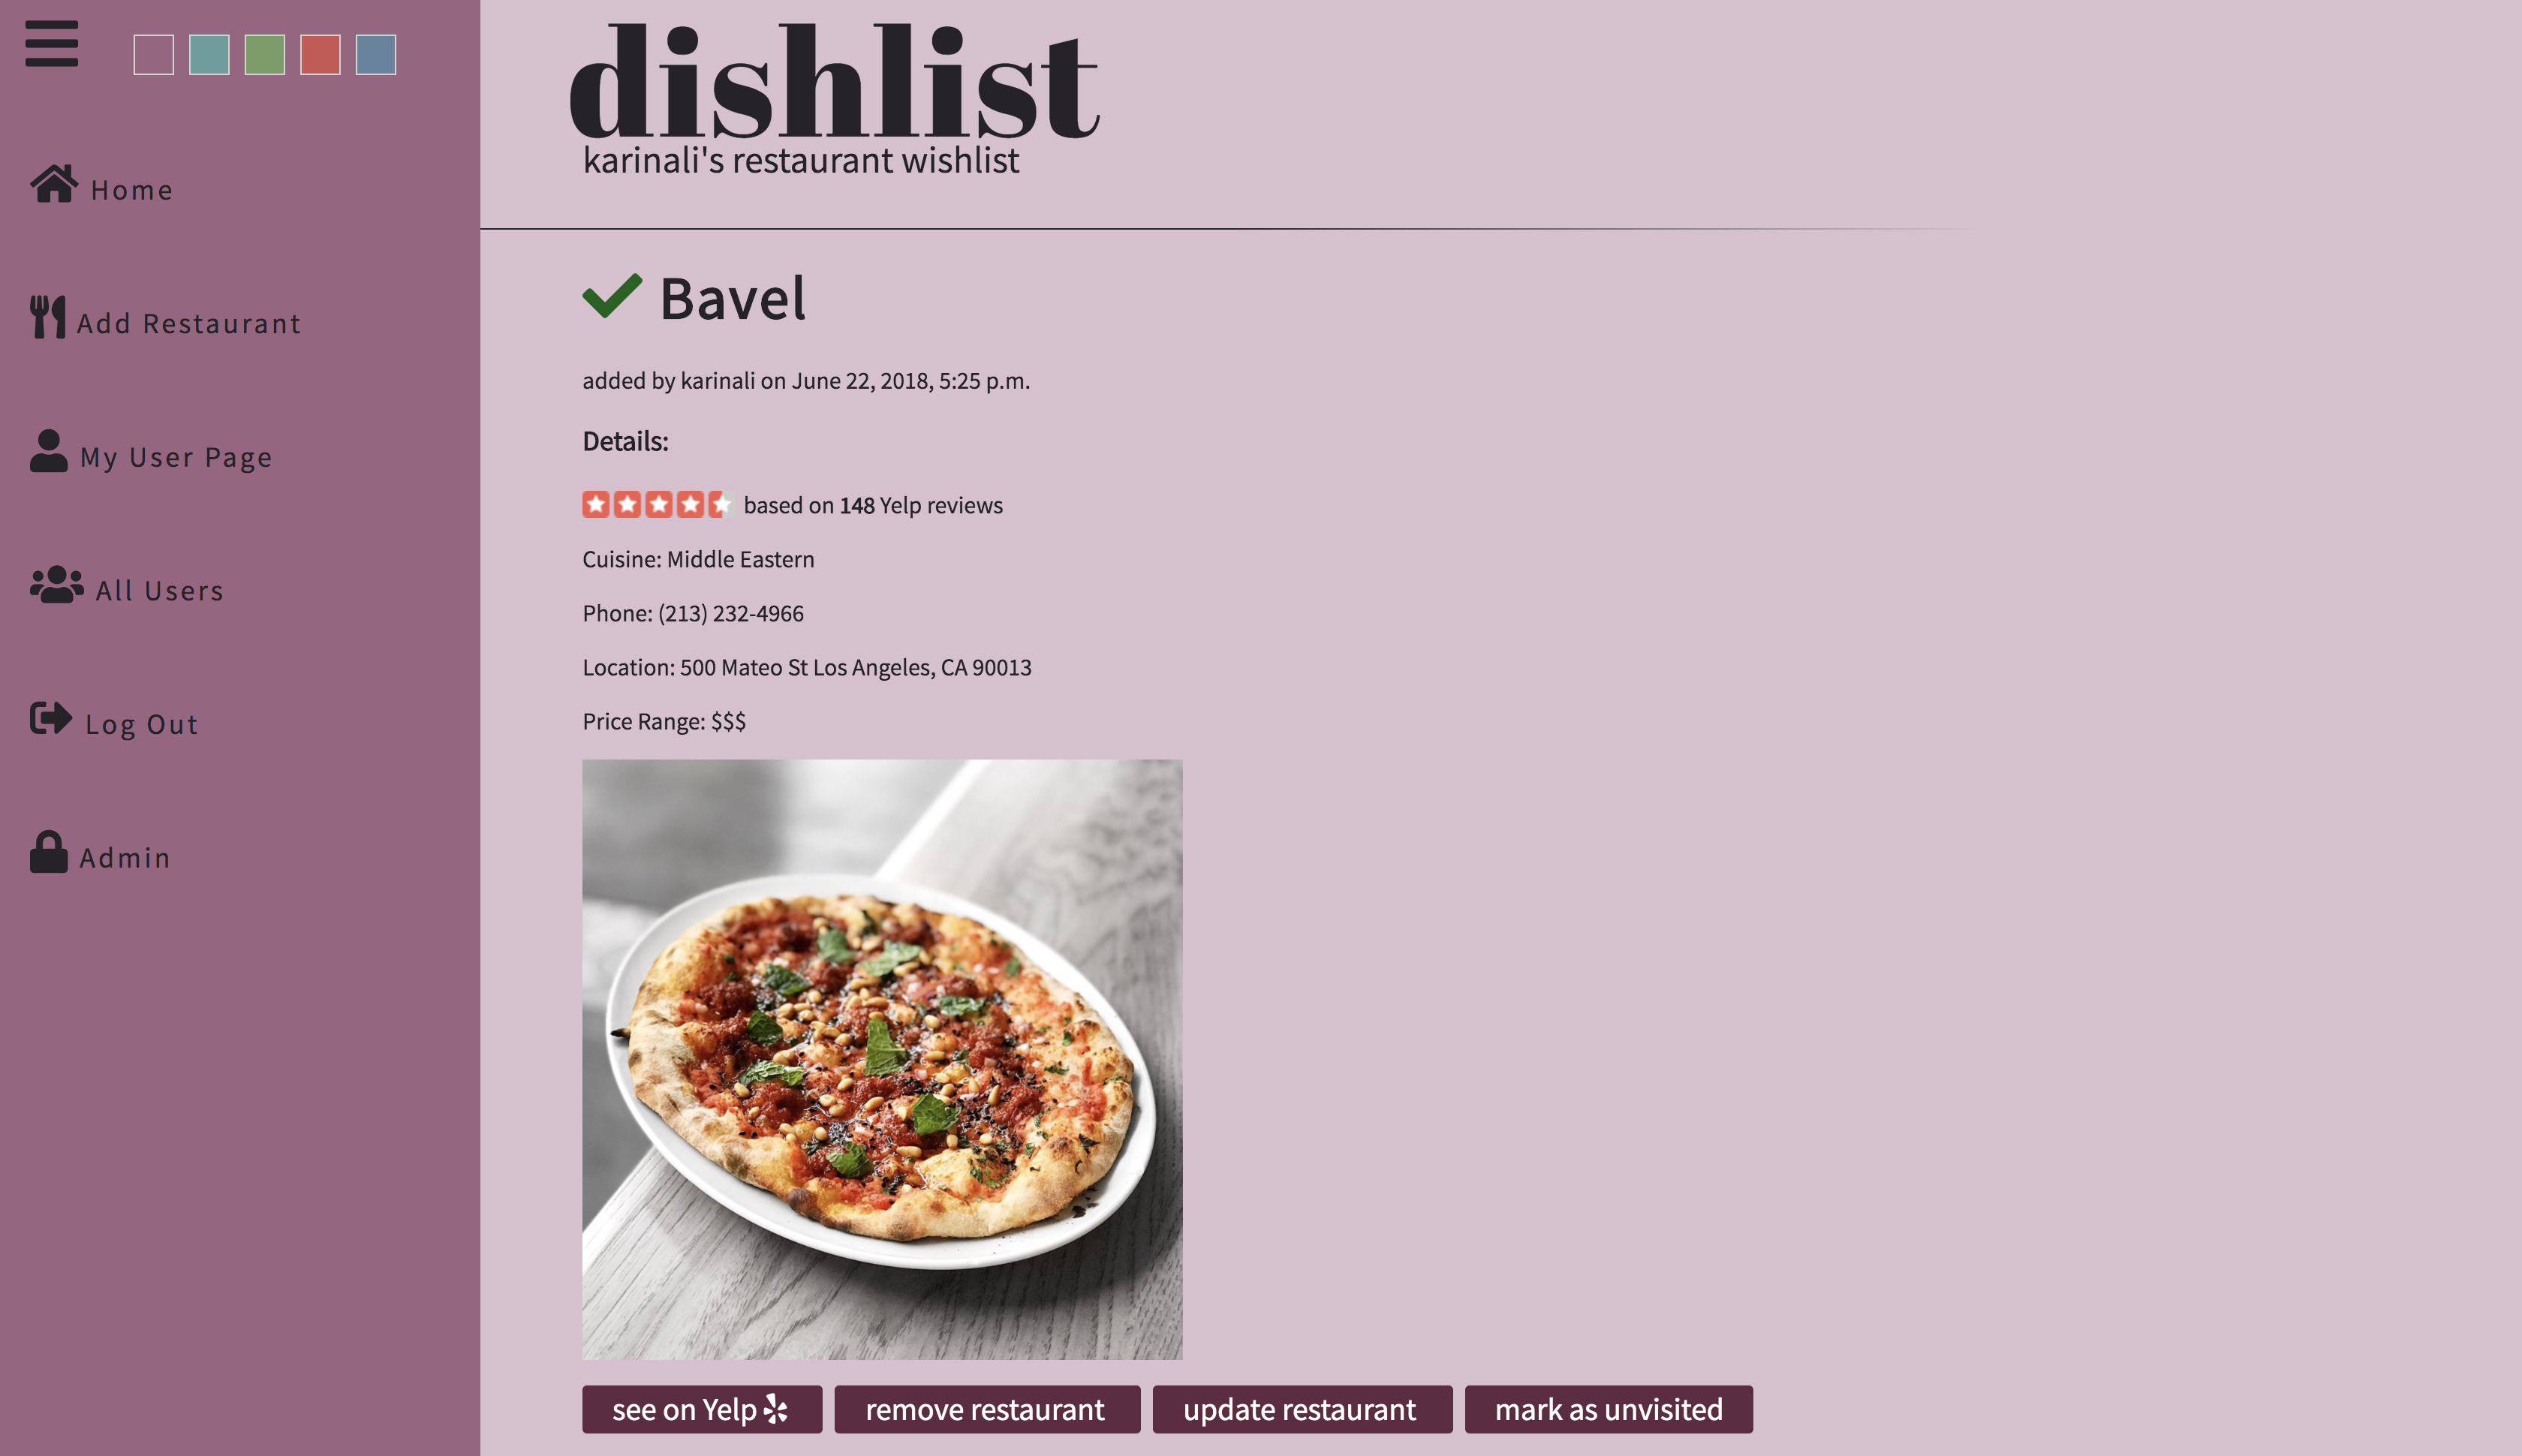 Home
Add Restaurant
My User Page
All Users
Log Out
Admin
dishlist
karinali's restaurant wishlist
Bavel
added by karinali on June 22, 2018, 5:25 p.m.
Details:
based on 148 Yelp reviews
Cuisine: Middle Eastern
Phone: (213) 232-4966
Location: 500 Mateo St Los Angeles, CA 90013
Price Range: $$$
see on Yelp
remove restaurant
update restaurant
mark as unvisited